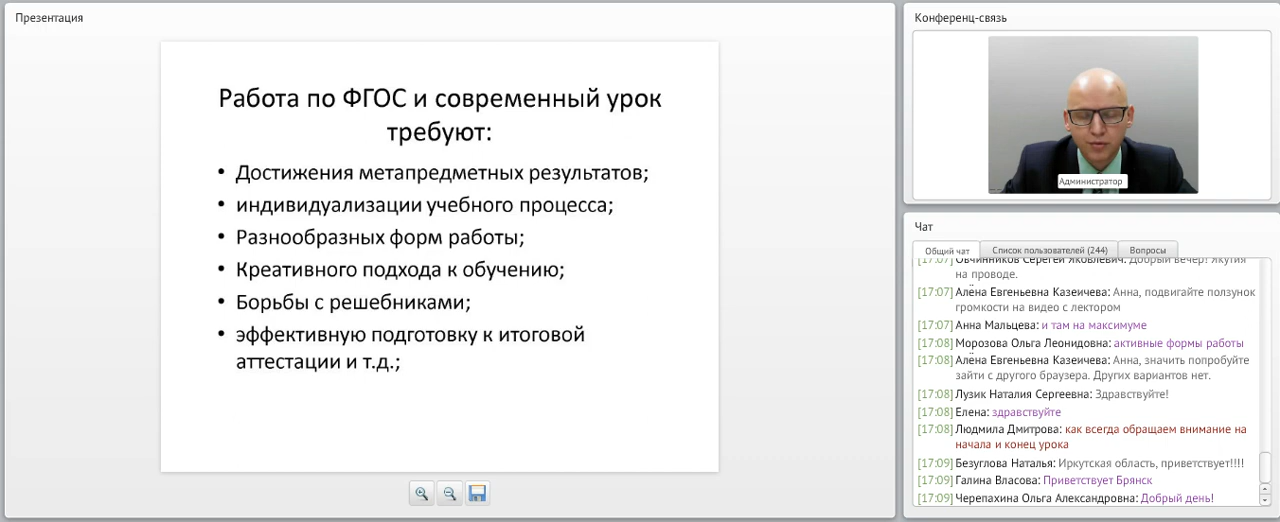 Презентация
Работа по ФГОС и современный урок
требуют:
• Достижения метапредметных результатов;
• индивидуализации учебного процесса;
• Разнообразных форм работы;
• Креативного подхода к обучению;
• Борьбы с решебниками;
• эффективную подготовку к итоговой
аттестации и т.д.;
Конференц-связь
Администратор
Чат
Общий чат Список пользователей (244) Вопросы
[17:07] Овчинников Сергей Яковлевич: Добрый вечер! Якутия
на проводе.
[17:07] Алёна Евгеньевна Казеичева: Анна, подвигайте ползунок
громкости на видео с лектором
[17:07] Анна Мальцева: и там на максимуме
[17:08] Морозова Ольга Леонидовна: активные формы работы
[17:08] Алёна Евгеньевна Казеичева: Анна, значить попробуйте
зайти с другого браузера. Других вариантов нет.
[17:08] Лузик Наталия Сергеевна: Здравствуйте!
[17:08] Елена: здравствуйте
[17:08] Людмила Дмитрова: как всегда обращаем внимание на
начала и конец урока
[17:09] Безуглова Наталья: Иркутская область, приветствует!!!!
[17:09] Галина Власова: Приветствует Брянск
[17:09] Черепахина Ольга Александровна: Добрый день!